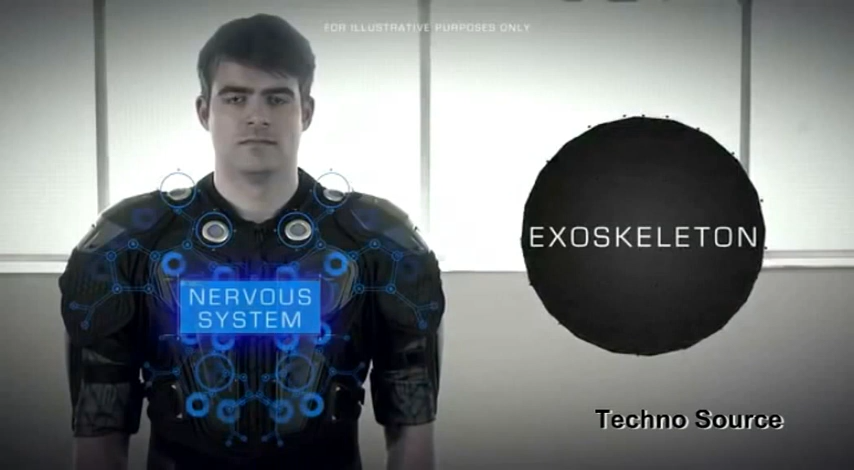 FOR ILLUSTRATIVE PURPOSES ONLY
NERVOUS
SYSTEM
EXOSKELETON
Techno Source